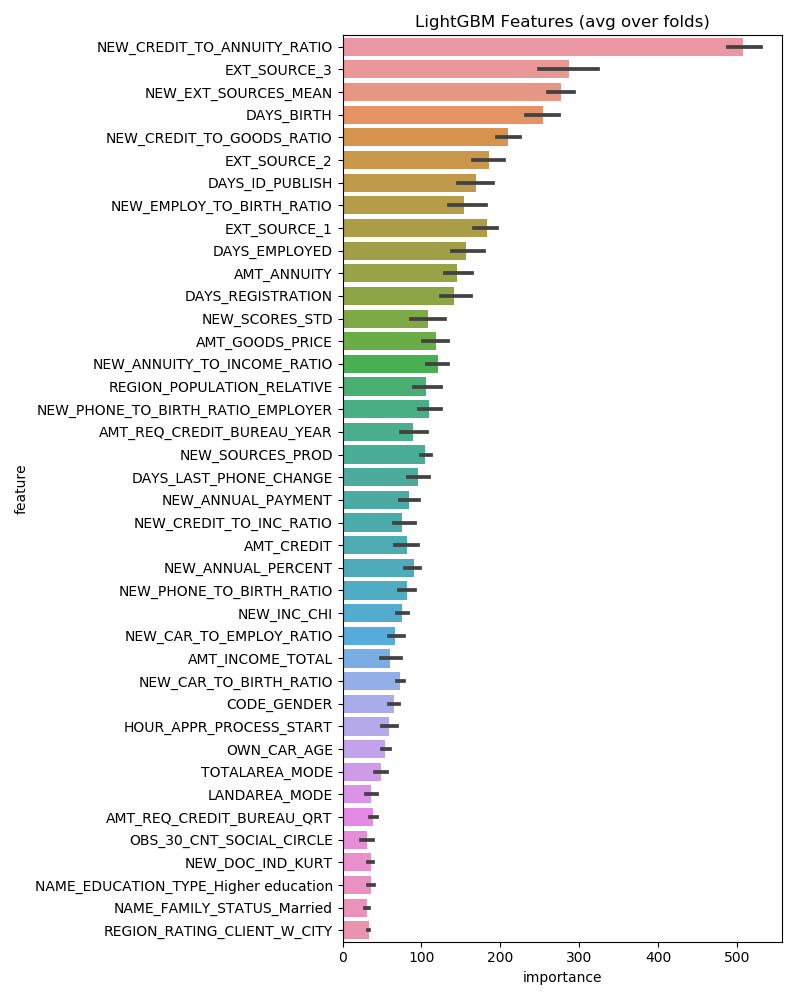 LightGBM Features (avg over folds)
NEW_CREDIT_TO_ANNUITY_RATIO
EXT_SOURCE_3
NEW_EXT_SOURCES_MEAN
DAYS_BIRTH
NEW_CREDIT_TO_GOODS_RATIO
EXT_SOURCE_2
DAYS_ID_PUBLISH
NEW_EMPLOY_TO_BIRTH_RATIO
EXT_SOURCE_1
DAYS_EMPLOYED
AMT_ANNUITY
DAYS_REGISTRATION
NEW_SCORES_STD
AMT_GOODS_PRICE
NEW_ANNUITY_TO_INCOME_RATIO
REGION_POPULATION_RELATIVE
NEW_PHONE_TO_BIRTH_RATIO_EMPLOYER
AMT_REQ_CREDIT_BUREAU_YEAR
NEW_SOURCES_PROD
DAYS_LAST_PHONE_CHANGE
NEW_ANNUAL_PAYMENT
NEW_CREDIT_TO_INC_RATIO
AMT_CREDIT
NEW_ANNUAL_PERCENT
NEW_PHONE_TO_BIRTH_RATIO
NEW_INC_CHI
NEW_CAR_TO_EMPLOY_RATIO
AMT_INCOME_TOTAL
NEW_CAR_TO_BIRTH_RATIO
CODE_GENDER
HOUR_APPR_PROCESS_START
OWN_CAR_AGE
TOTALAREA_MODE
LANDAREA_MODE
AMT_REQ_CREDIT_BUREAU_QRT
OBS_30_CNT_SOCIAL_CIRCLE
NEW_DOC_IND_KURT
NAME_EDUCATION_TYPE_Higher education
NAME_FAMILY_STATUS_Married
REGION_RATING_CLIENT_W_CITY
feature
0 100 200 300 400 500
importance